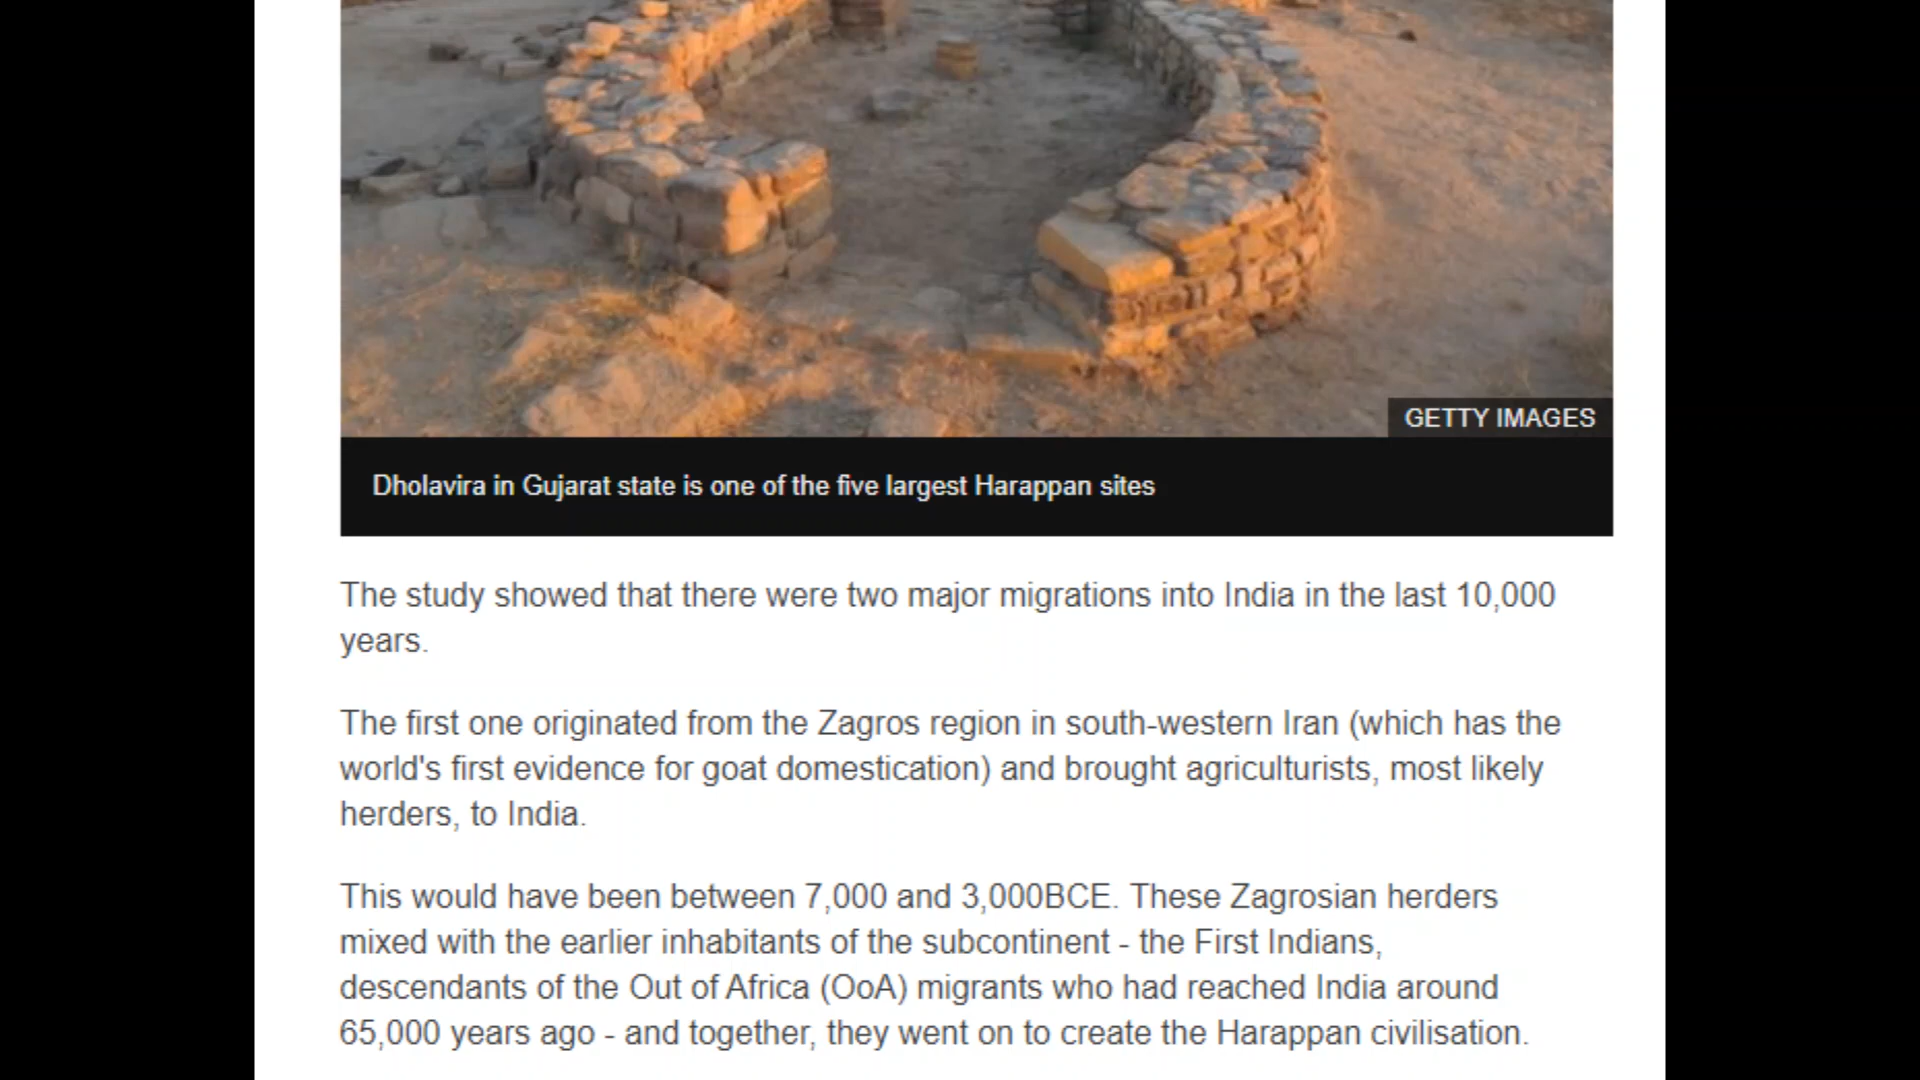 GETTY IMAGES
Dholavira in Gujarat state is one of the five largest Harappan sites
The study showed that there were two major migrations into India in the last 10,000
years.
The first one originated from the Zagros region in south-western Iran (which has the
world's first evidence for goat domestication) and brought agriculturists, most likely
herders, to India.
This would have been between 7,000 and 3,000BCE. These Zagrosian herders
mixed with the earlier inhabitants of the subcontinent - the First Indians,
descendants of the Out of Africa (OoA) migrants who had reached India around
65,000 years ago - and together, they went on to create the Harappan civilisation.